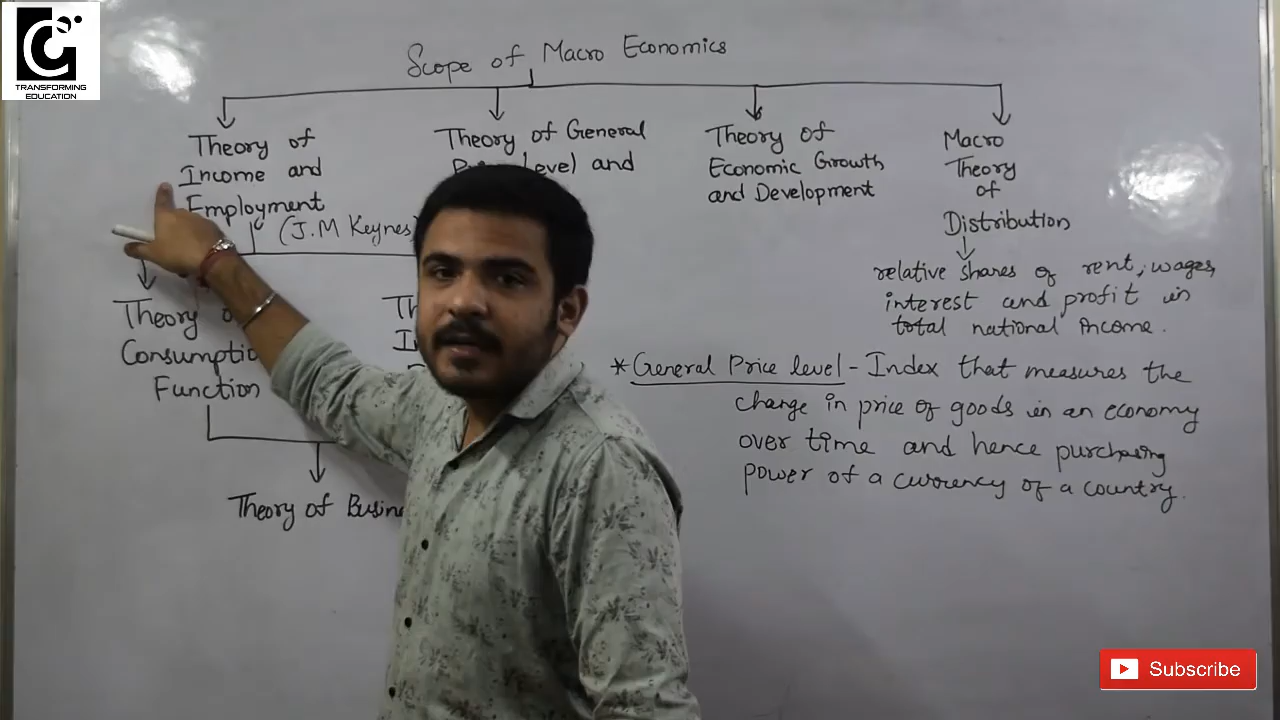 TRANSFORMING
EDUCATION
Scope of Macro Economics
Theory of
Income and
Employment
(J.M Keynes
Theory of General
level and
Theory of
Economic Growth
and Development
Macro
Theory
of
Distribution
relative shares of rent, wages,
interest and profit in
total national income.
Theory
Function
Theory of
*General Price level - Index that measures the
change in price of goods in an economy
over time and hence purchasing
power of a currency of a country.
Subscribe